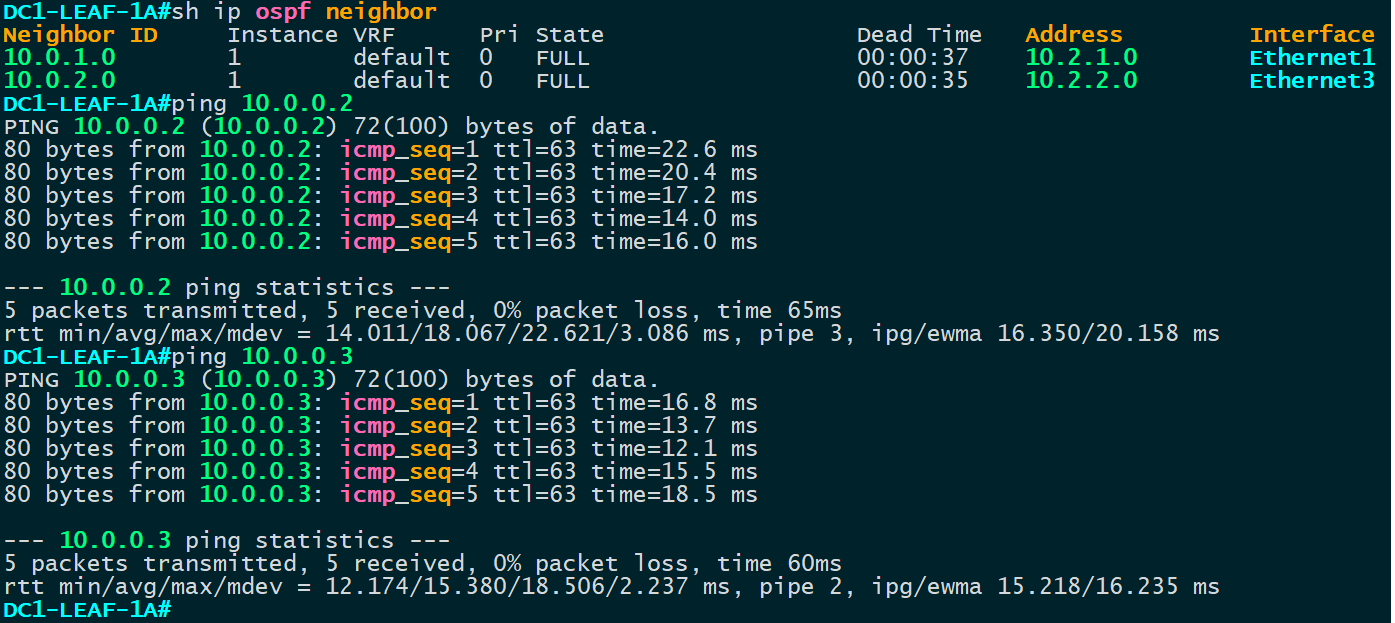 DC1-LEAF-1A#sh ip ospf neighbor
Neighbor ID     Instance VRF      Pri State                  Dead Time   Address         Interface
10.0.1.0        1        default  0   FULL                   00:00:37    10.2.1.0        Ethernet1
10.0.2.0        1        default  0   FULL                   00:00:35    10.2.2.0        Ethernet3
DC1-LEAF-1A#ping 10.0.0.2
PING 10.0.0.2 (10.0.0.2) 72(100) bytes of data.
80 bytes from 10.0.0.2: icmp_seq=1 ttl=63 time=22.6 ms
80 bytes from 10.0.0.2: icmp_seq=2 ttl=63 time=20.4 ms
80 bytes from 10.0.0.2: icmp_seq=3 ttl=63 time=17.2 ms
80 bytes from 10.0.0.2: icmp_seq=4 ttl=63 time=14.0 ms
80 bytes from 10.0.0.2: icmp_seq=5 ttl=63 time=16.0 ms

--- 10.0.0.2 ping statistics ---
5 packets transmitted, 5 received, 0% packet loss, time 65ms
rtt min/avg/max/mdev = 14.011/18.067/22.621/3.086 ms, pipe 3, ipg/ewma 16.350/20.158 ms
DC1-LEAF-1A#ping 10.0.0.3
PING 10.0.0.3 (10.0.0.3) 72(100) bytes of data.
80 bytes from 10.0.0.3: icmp_seq=1 ttl=63 time=16.8 ms
80 bytes from 10.0.0.3: icmp_seq=2 ttl=63 time=13.7 ms
80 bytes from 10.0.0.3: icmp_seq=3 ttl=63 time=12.1 ms
80 bytes from 10.0.0.3: icmp_seq=4 ttl=63 time=15.5 ms
80 bytes from 10.0.0.3: icmp_seq=5 ttl=63 time=18.5 ms

--- 10.0.0.3 ping statistics ---
5 packets transmitted, 5 received, 0% packet loss, time 60ms
rtt min/avg/max/mdev = 12.174/15.380/18.506/2.237 ms, pipe 2, ipg/ewma 15.218/16.235 ms
DC1-LEAF-1A#